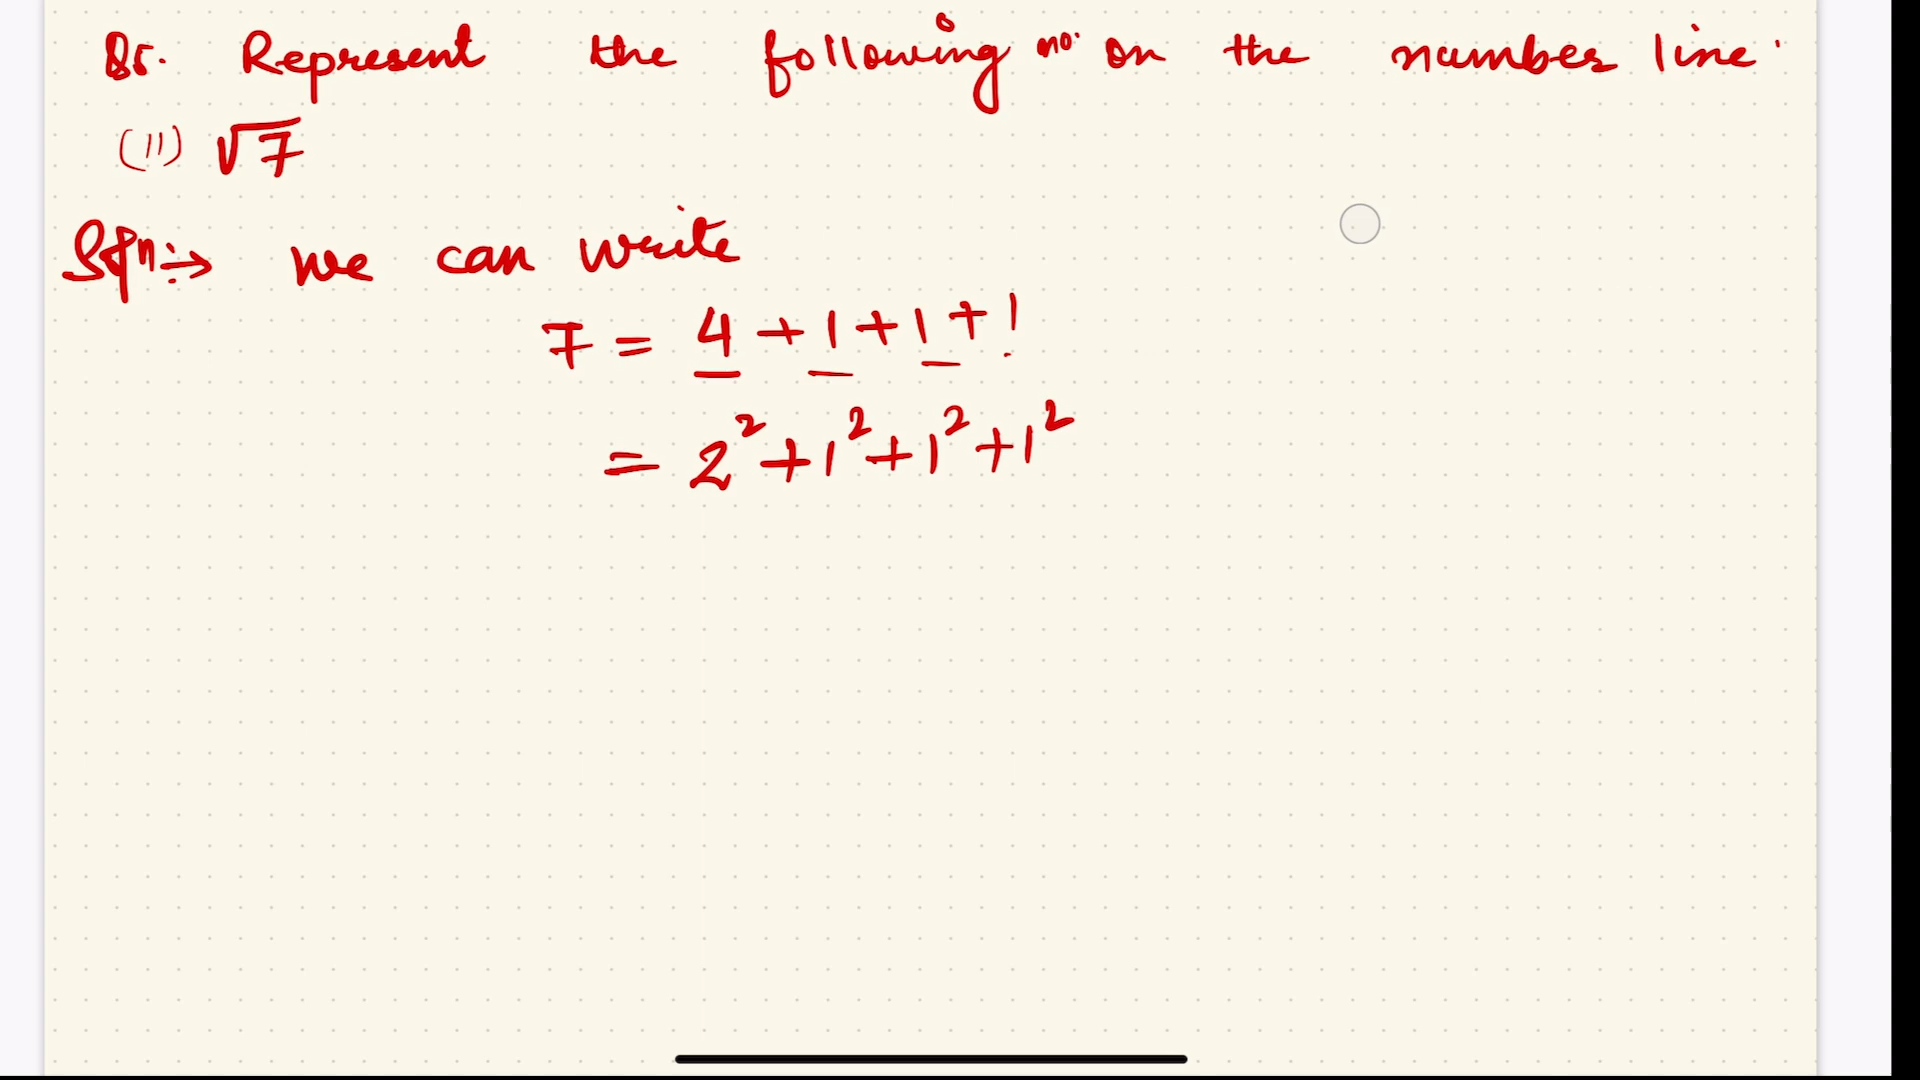 Q5. Represent the following no. on the number line.
(ii) √7
Solⁿ:→ We can write
7 = 4 + 1 + 1 + 1
= 2² + 1² + 1² + 1²